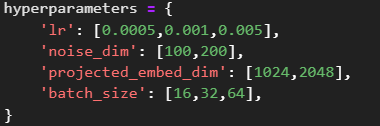 hyperparameters = {
    'lr': [0.0005,0.001,0.005],
    'noise_dim': [100,200],
    'projected_embed_dim': [1024,2048],
    'batch_size': [16,32,64],
}